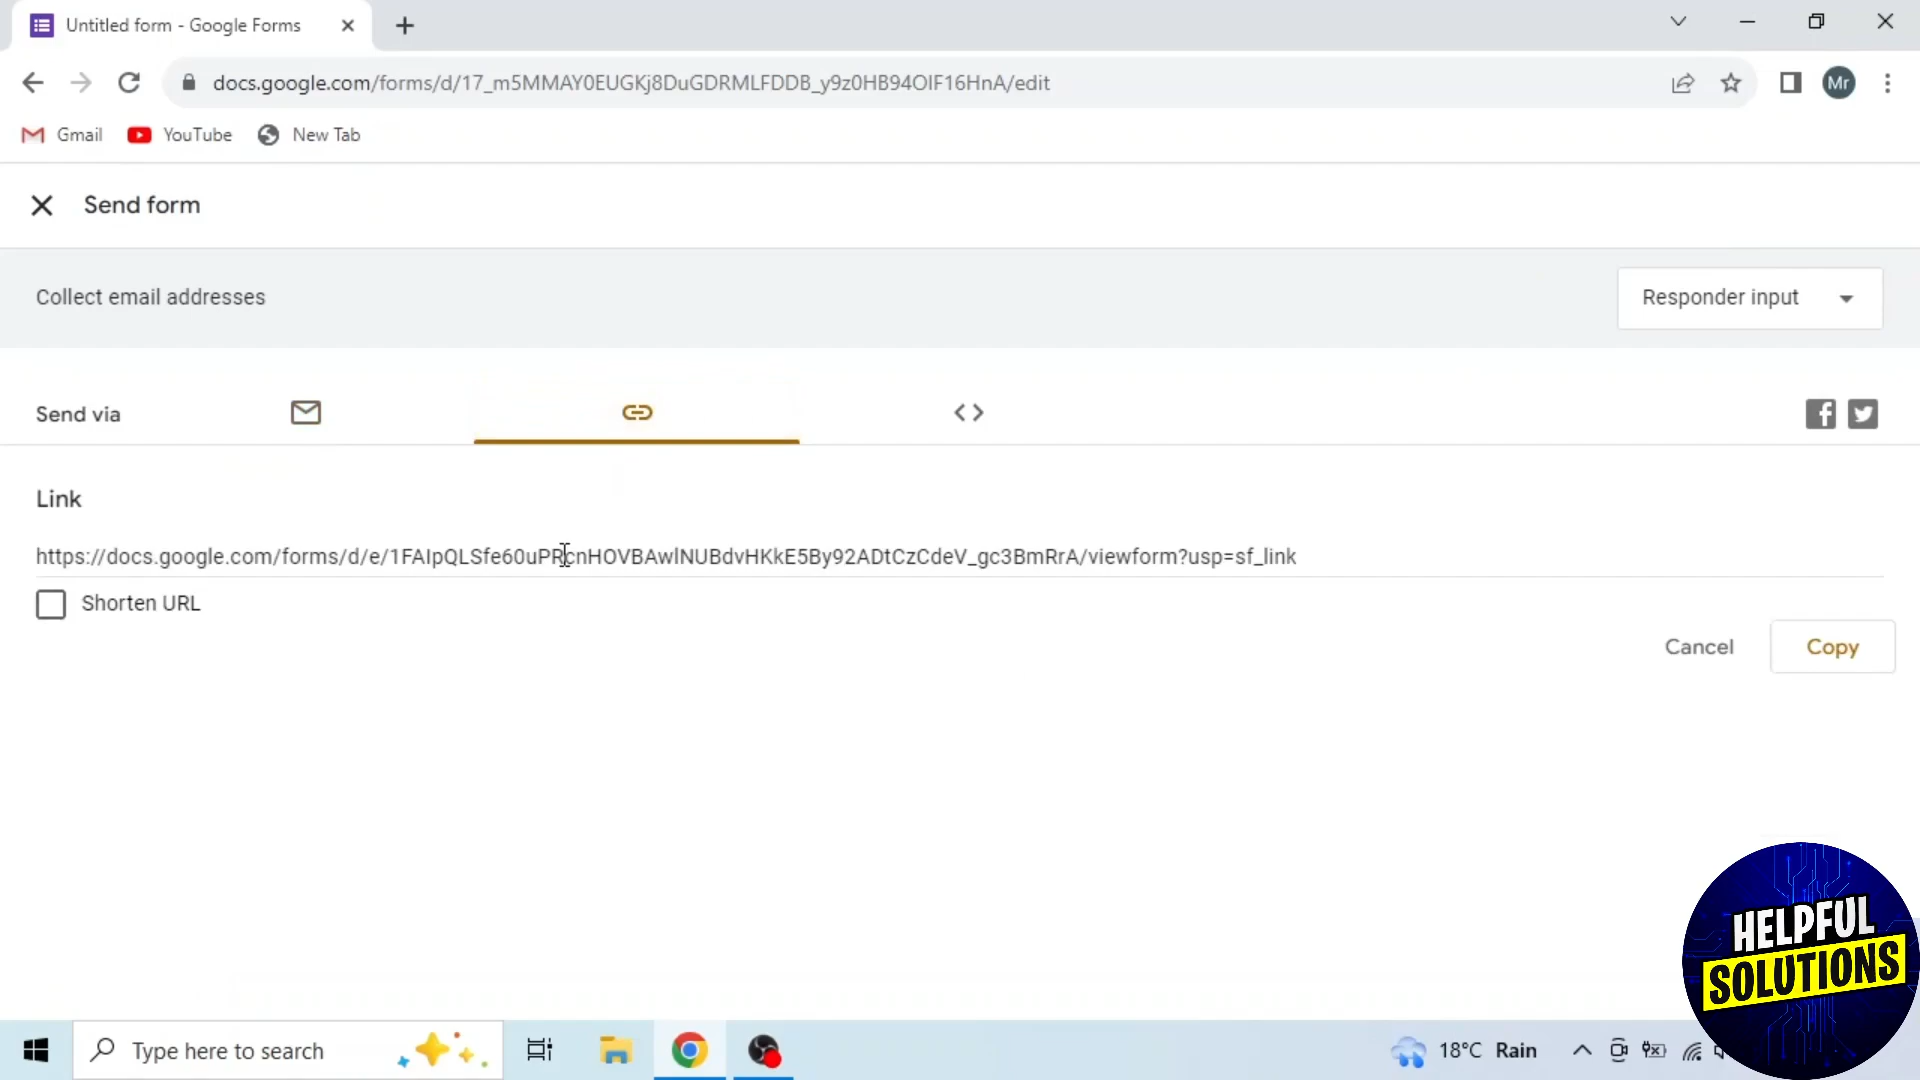 Untitled form - Google Forms
docs.google.com/forms/d/17_m5MMAY0EUGKj8DuGDRMLFDDB_y9z0HB94OIF16HnA/edit
Mr
Gmail YouTube New Tab
Send form
Collect email addresses
Responder input
Send via
Link
https://docs.google.com/forms/d/e/1FAIpQLSfe60uPRcnHOVBAwlNUBdvHKkE5By92ADtCzCdeV_gc3BmRrA/viewform?usp=sf_link
Shorten URL
Cancel Copy
HELPFUL
SOLUTIONS
Type here to search
18°C Rain